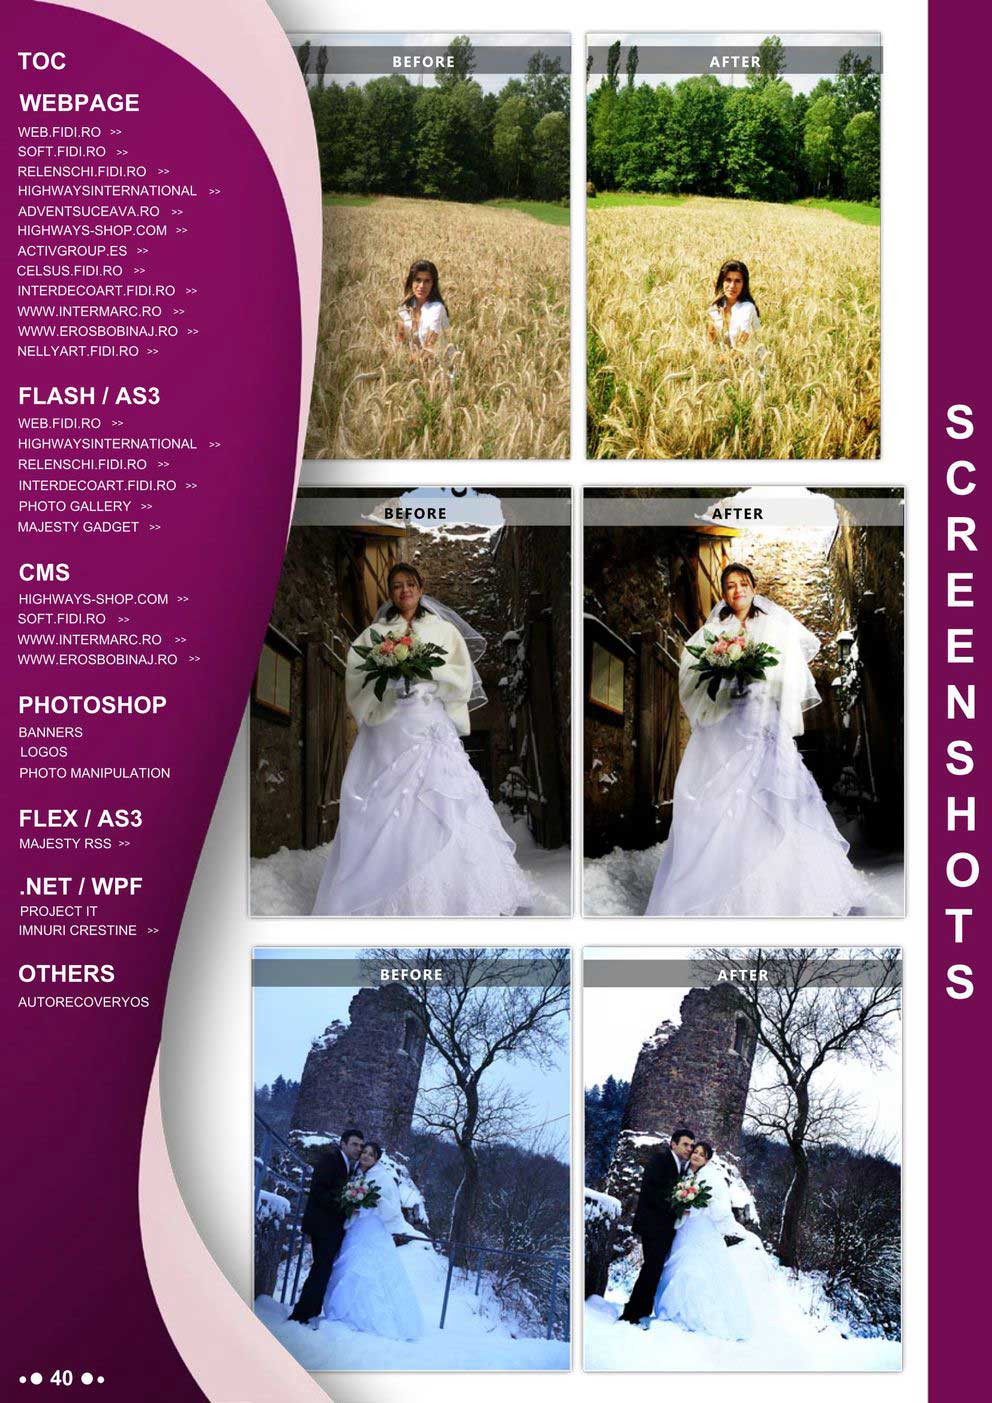 TOC
WEBPAGE
WEB.FIDI.RO >>
SOFT.FIDI.RO >>
RELENSCHI.FIDI.RO >>
HIGHWAYSINTERNATIONAL >>
ADVENTSUCEAVA.RO >>
HIGHWAYS-SHOP.COM >>
ACTIVGROUP.ES >>
CELSUS.FIDI.RO >>
INTERDECOART.FIDI.RO >>
WWW.INTERMARC.RO >>
WWW.EROSBOBINAJ.RO >>
NELLYART.FIDI.RO >>
FLASH / AS3
WEB.FIDI.RO >>
HIGHWAYSINTERNATIONAL >>
RELENSCHI.FIDI.RO >>
INTERDECOART.FIDI.RO >>
PHOTO GALLERY >>
MAJESTY GADGET >>
CMS
HIGHWAYS-SHOP.COM >>
SOFT.FIDI.RO >>
WWW.INTERMARC.RO >>
WWW.EROSBOBINAJ.RO >>
PHOTOSHOP
BANNERS
LOGOS
PHOTO MANIPULATION
FLEX / AS3
MAJESTY RSS >>
.NET / WPF
PROJECT IT
IMNURI CRESTINE >>
OTHERS
AUTORECOVERYOS
40
BEFORE
AFTER
BEFORE
AFTER
BEFORE
AFTER
SCREENSHOTS